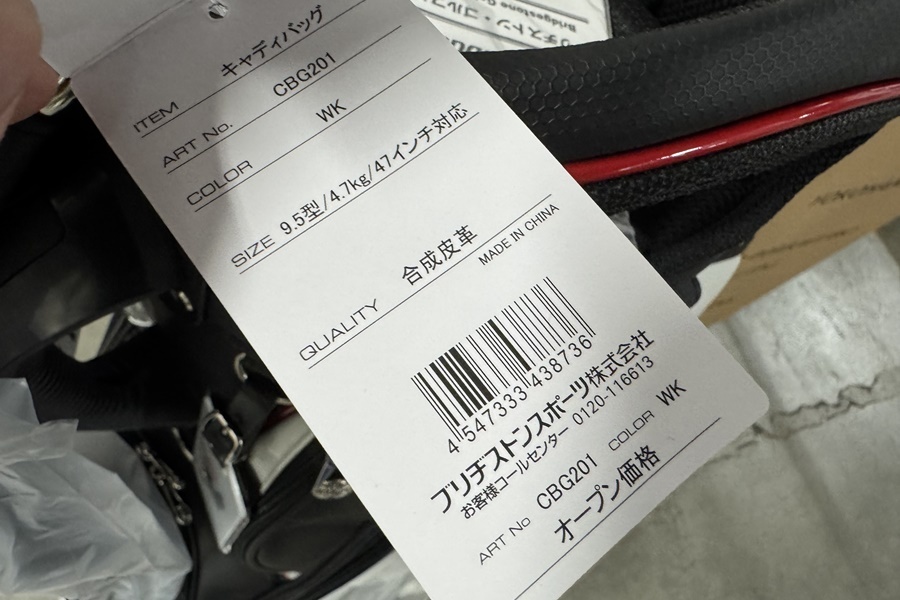 ITEM キャディバッグ
ART No. CBG201
COLOR WK
SIZE 9.5型/4.7kg/47インチ対応
QUALITY 合成皮革
MADE IN CHINA
4 547333 438736
ブリヂストンスポーツ株式会社
お客様コールセンター 0120-116613
ART No CBG201 COLOR WK
オープン価格